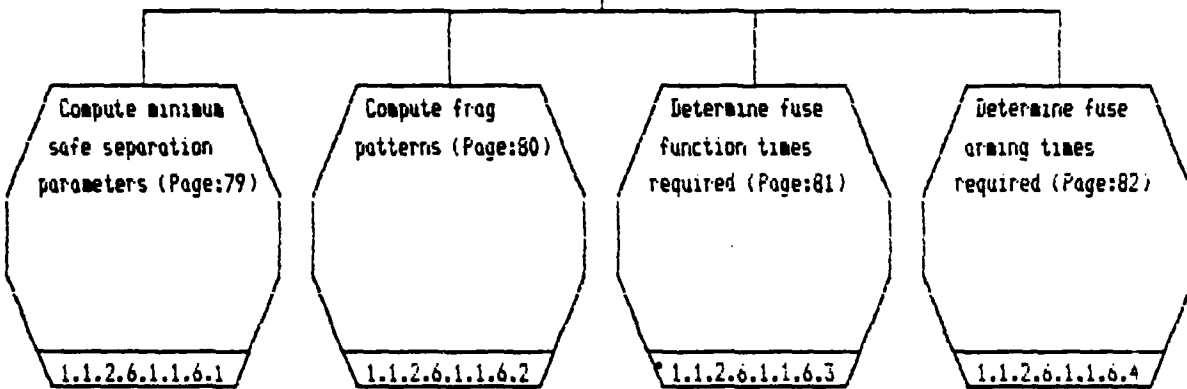 Compute minimum
safe separation
parameters (Page:79)
1.1.2.6.1.1.6.1
Compute frag
patterns (Page:80)
1.1.2.6.1.1.6.2
Determine fuse
function times
required (Page:81)
1.1.2.6.1.1.6.3
Determine fuse
arming times
required (Page:82)
1.1.2.6.1.1.6.4